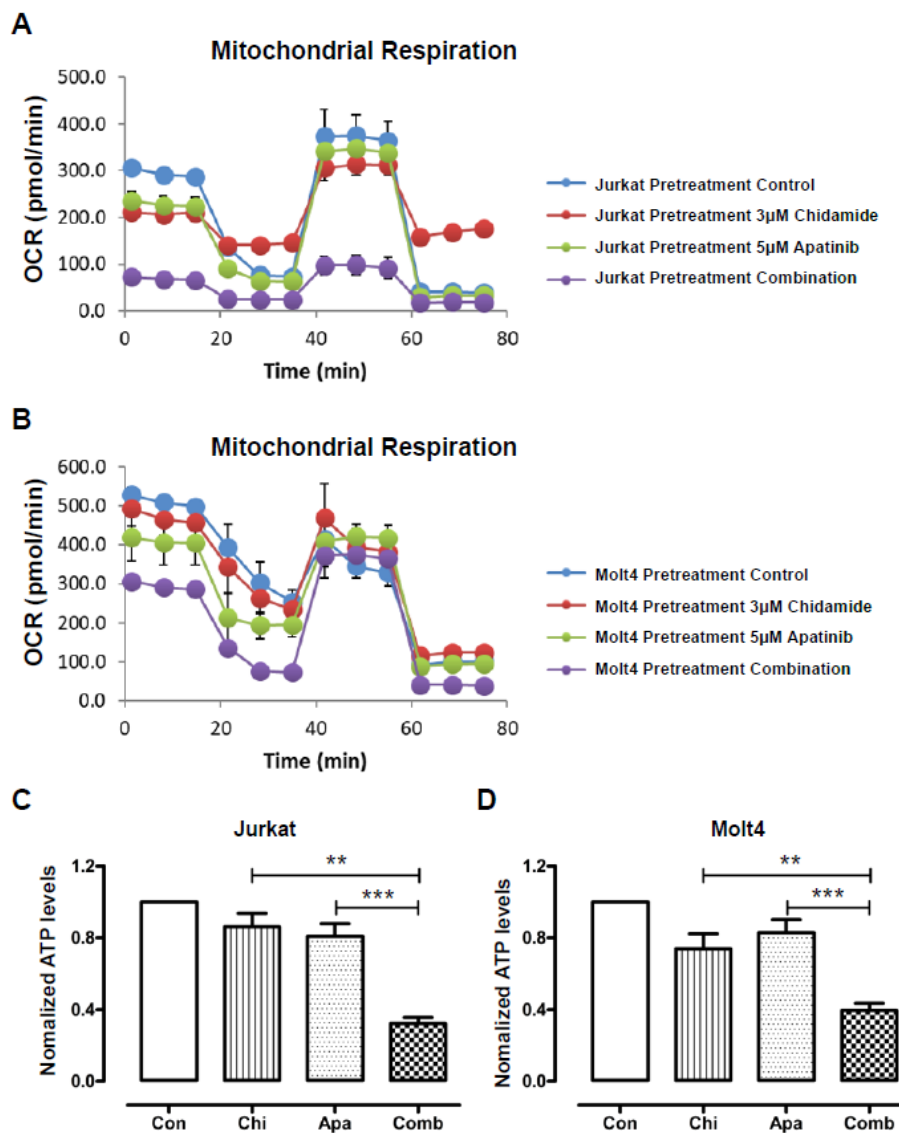 A
Mitochondrial Respiration
500.0
400.0
300.0
200.0
100.0
0.0
OCR (pmol/min)
0 20 40 60 80
Time (min)
Jurkat Pretreatment Control
Jurkat Pretreatment 3μM Chidamide
Jurkat Pretreatment 5μM Apatinib
Jurkat Pretreatment Combination
B
Mitochondrial Respiration
600.0
500.0
400.0
300.0
200.0
100.0
0.0
OCR (pmol/min)
0 20 40 60 80
Time (min)
Molt4 Pretreatment Control
Molt4 Pretreatment 3μM Chidamide
Molt4 Pretreatment 5μM Apatinib
Molt4 Pretreatment Combination
C
Jurkat
Nomalized ATP levels
1.2
0.8
0.4
0.0
**
***
Con Chi Apa Comb
D
Molt4
Nomalized ATP levels
1.2
0.8
0.4
0.0
**
***
Con Chi Apa Comb